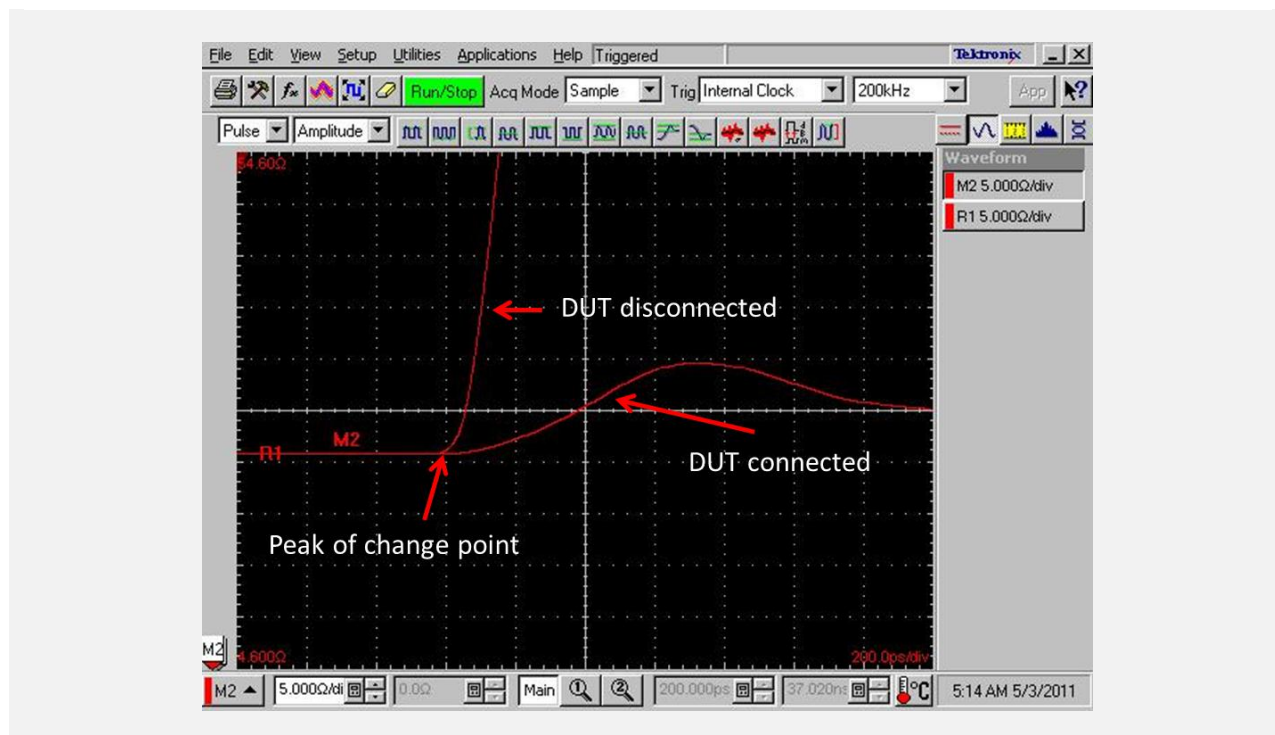 File Edit View Setup Utilities Applications Help Triggered Tektronix
Run/Stop Acq Mode Sample Trig Internal Clock 200kHz App
Pulse Amplitude
Waveform
54.60Ω
M2 5.000Ω/div
R1 5.000Ω/div
DUT disconnected
M2
R1
DUT connected
Peak of change point
M2
4.600Ω 200.0ps/div
M2 5.000Ω/di 0.0Ω Main 1 2 200.000ps 37.020ns °C 5:14 AM 5/3/2011